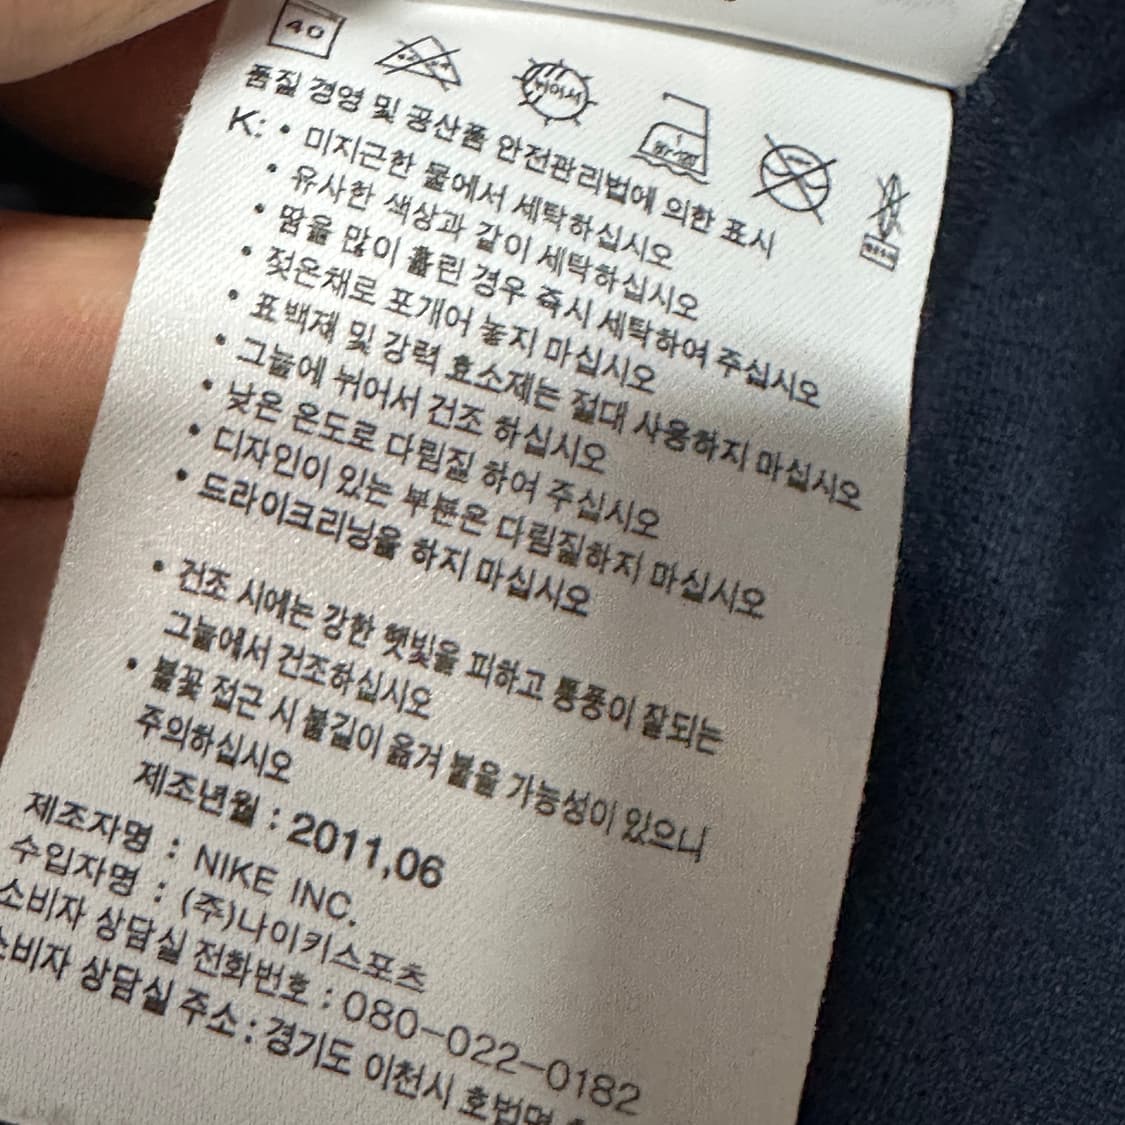 40
뉘어서
80-120
품질 경영 및 공산품 안전관리법에 의한 표시
K: • 미지근한 물에서 세탁하십시오
• 유사한 색상과 같이 세탁하십시오
• 땀을 많이 흘린 경우 즉시 세탁하여 주십시오
• 젖은채로 포개어 놓지 마십시오
• 표백재 및 강력 효소제는 절대 사용하지 마십시오
• 그늘에 뉘어서 건조 하십시오
• 낮은 온도로 다림질 하여 주십시오
• 디자인이 있는 부분은 다림질하지 마십시오
• 드라이크리닝을 하지 마십시오
• 건조 시에는 강한 햇빛을 피하고 통풍이 잘되는
그늘에서 건조하십시오
• 불꽃 접근 시 불길이 옮겨 붙을 가능성이 있으니
주의하십시오
제조년월 : 2011,06
제조자명 : NIKE INC.
수입자명 : (주)나이키스포츠
소비자 상담실 전화번호 : 080-022-0182
소비자 상담실 주소 : 경기도 이천시 호법면